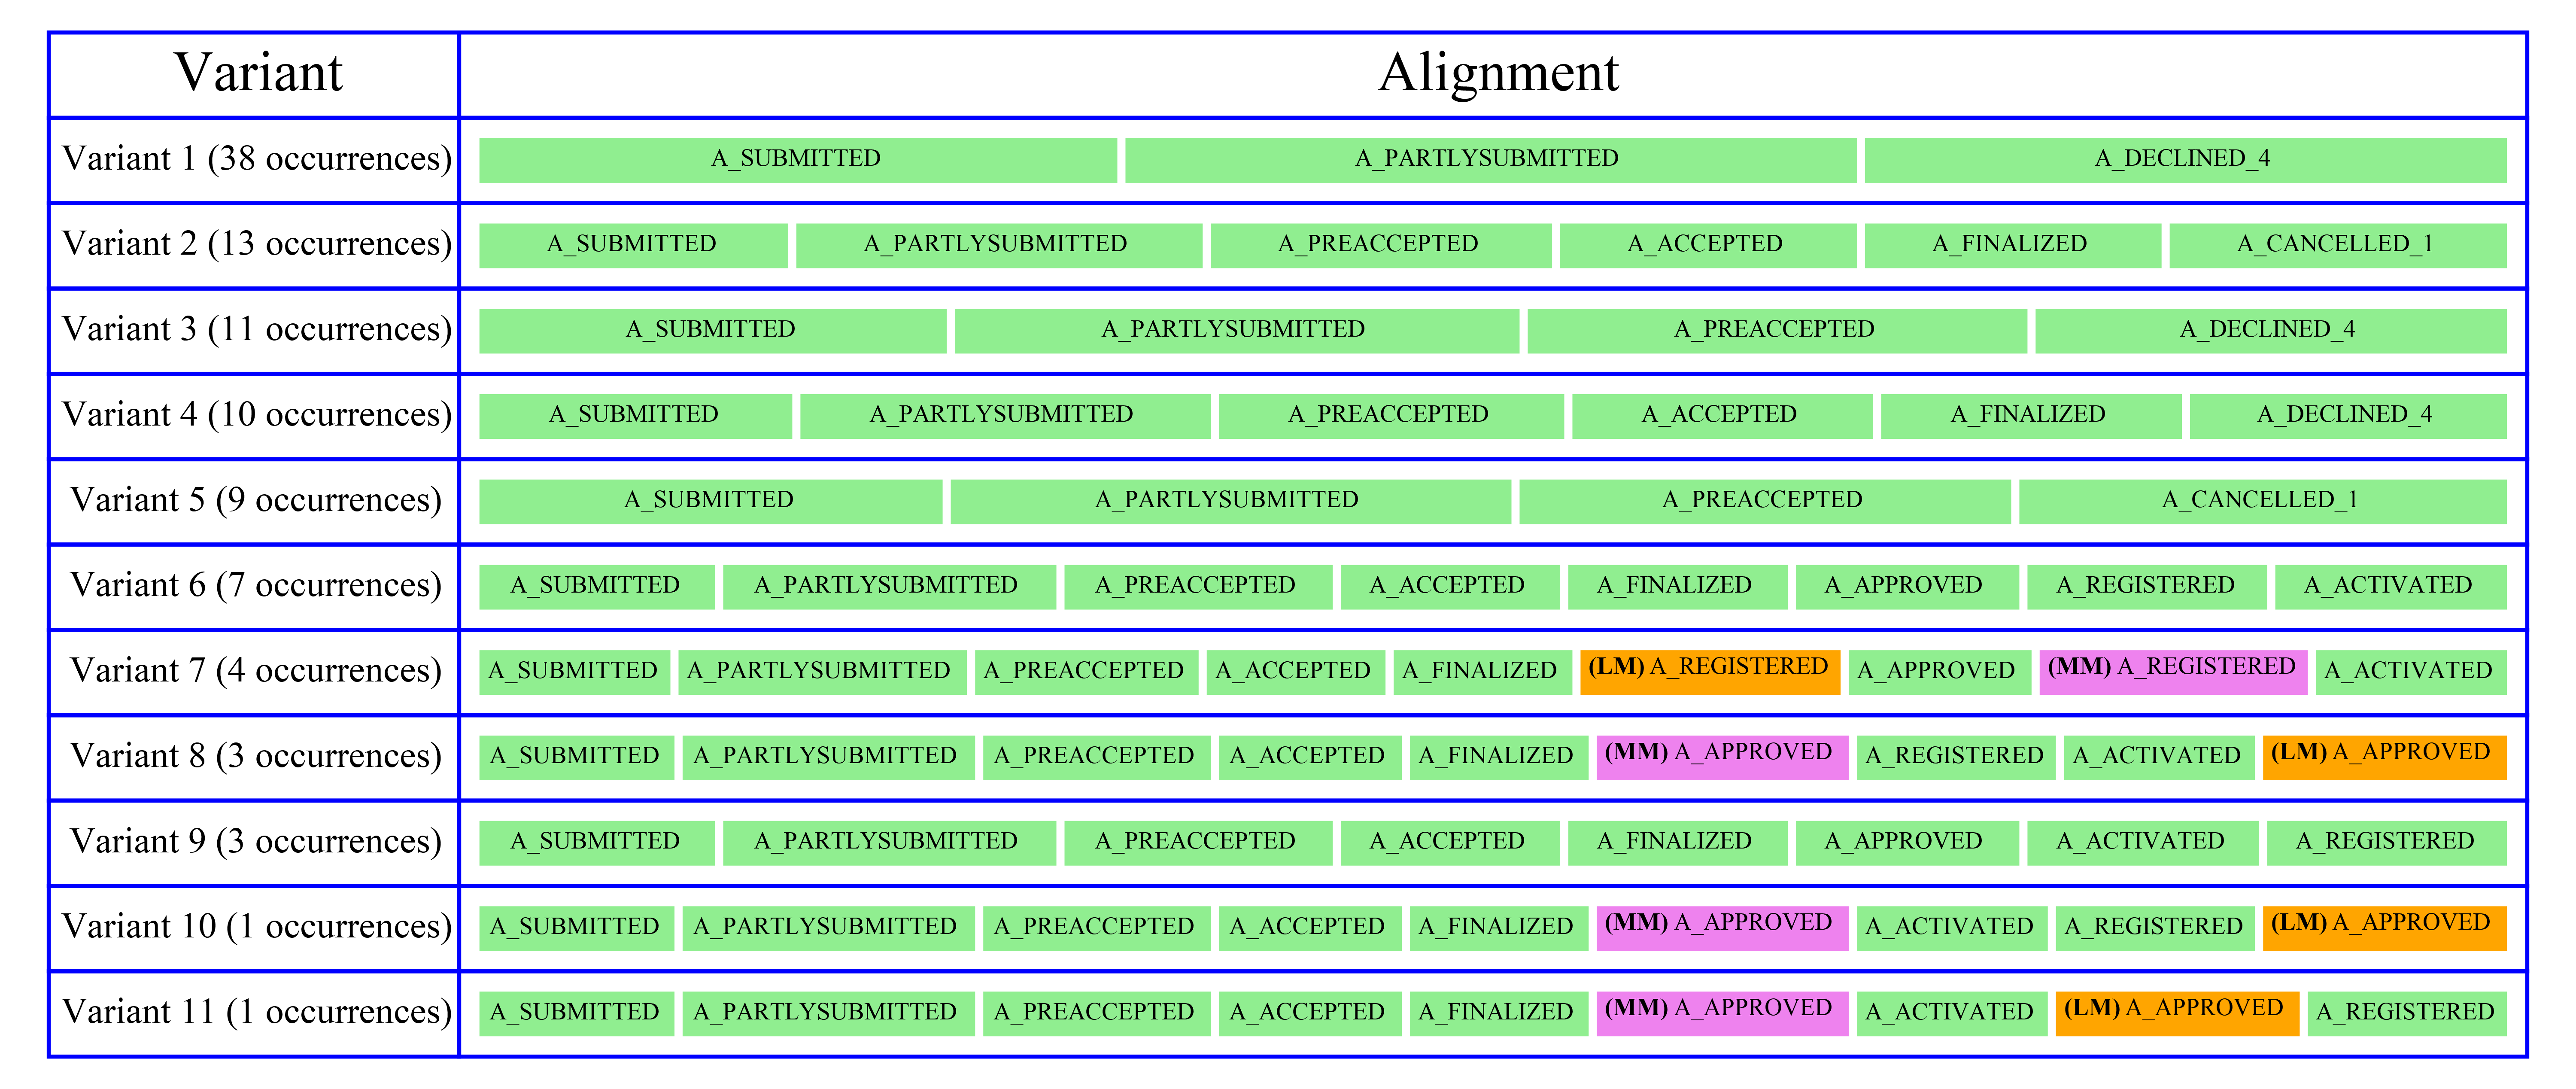 Variant Alignment
Variant 1 (38 occurrences) A_SUBMITTED A_PARTLYSUBMITTED A_DECLINED_4
Variant 2 (13 occurrences) A_SUBMITTED A_PARTLYSUBMITTED A_PREACCEPTED A_ACCEPTED A_FINALIZED A_CANCELLED_1
Variant 3 (11 occurrences) A_SUBMITTED A_PARTLYSUBMITTED A_PREACCEPTED A_DECLINED_4
Variant 4 (10 occurrences) A_SUBMITTED A_PARTLYSUBMITTED A_PREACCEPTED A_ACCEPTED A_FINALIZED A_DECLINED_4
Variant 5 (9 occurrences) A_SUBMITTED A_PARTLYSUBMITTED A_PREACCEPTED A_CANCELLED_1
Variant 6 (7 occurrences) A_SUBMITTED A_PARTLYSUBMITTED A_PREACCEPTED A_ACCEPTED A_FINALIZED A_APPROVED A_REGISTERED A_ACTIVATED
Variant 7 (4 occurrences) A_SUBMITTED A_PARTLYSUBMITTED A_PREACCEPTED A_ACCEPTED A_FINALIZED (LM) A_REGISTERED A_APPROVED (MM) A_REGISTERED A_ACTIVATED
Variant 8 (3 occurrences) A_SUBMITTED A_PARTLYSUBMITTED A_PREACCEPTED A_ACCEPTED A_FINALIZED (MM) A_APPROVED A_REGISTERED A_ACTIVATED (LM) A_APPROVED
Variant 9 (3 occurrences) A_SUBMITTED A_PARTLYSUBMITTED A_PREACCEPTED A_ACCEPTED A_FINALIZED A_APPROVED A_ACTIVATED A_REGISTERED
Variant 10 (1 occurrences) A_SUBMITTED A_PARTLYSUBMITTED A_PREACCEPTED A_ACCEPTED A_FINALIZED (MM) A_APPROVED A_ACTIVATED A_REGISTERED (LM) A_APPROVED
Variant 11 (1 occurrences) A_SUBMITTED A_PARTLYSUBMITTED A_PREACCEPTED A_ACCEPTED A_FINALIZED (MM) A_APPROVED A_ACTIVATED (LM) A_APPROVED A_REGISTERED